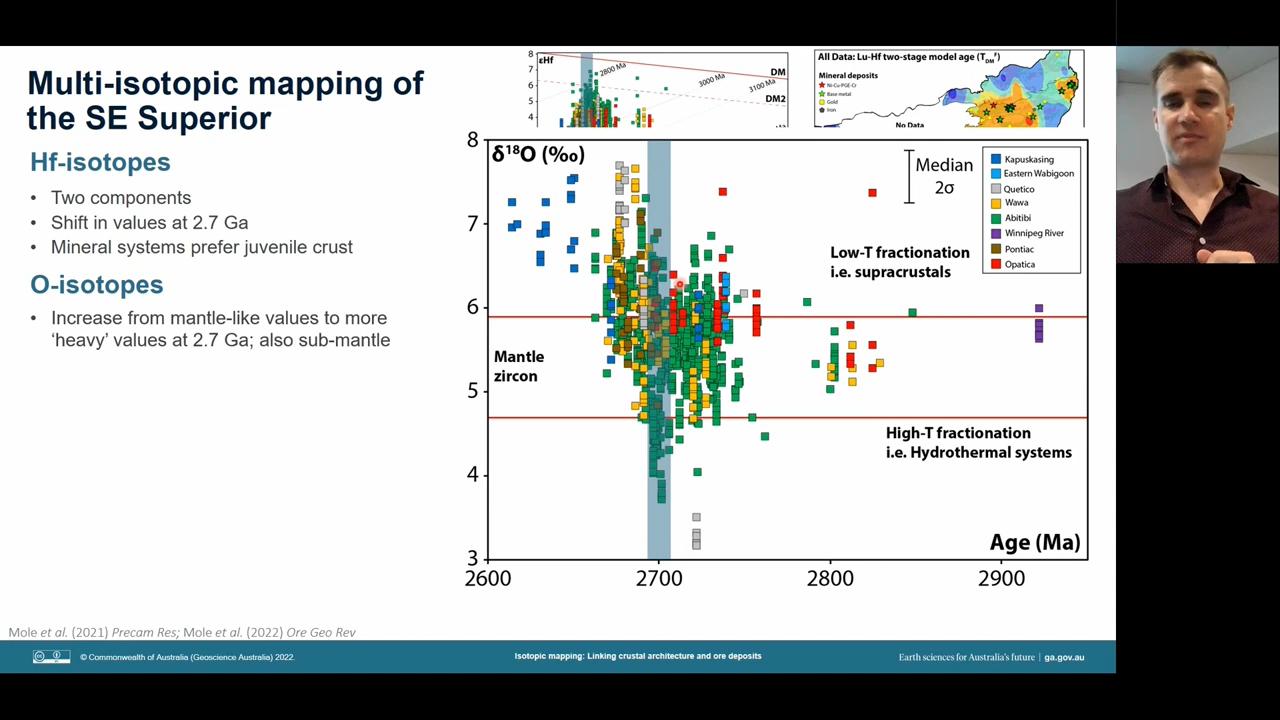 Multi-isotopic mapping of
the SE Superior
Hf-isotopes
• Two components
• Shift in values at 2.7 Ga
• Mineral systems prefer juvenile crust
O-isotopes
• Increase from mantle-like values to more
‘heavy’ values at 2.7 Ga; also sub-mantle
8
εHf
7
6
5
4
2800 Ma
3000 Ma
3100 Ma
DM
DM2
All Data: Lu-Hf two-stage model age (TDM²)
Mineral deposits
Ni-Cu-PGE-Cr
Base metal
Gold
Iron
No Data
δ¹⁸O (‰)
8
7
6
5
4
3
Median
2σ
Kapuskasing
Eastern Wabigoon
Quetico
Wawa
Abitibi
Winnipeg River
Pontiac
Opatica
Low-T fractionation
i.e. supracrustals
Mantle
zircon
High-T fractionation
i.e. Hydrothermal systems
Age (Ma)
2600 2700 2800 2900
Mole et al. (2021) Precam Res; Mole et al. (2022) Ore Geo Rev
cc
© Commonwealth of Australia (Geoscience Australia) 2022.
Isotopic mapping: Linking crustal architecture and ore deposits
Earth sciences for Australia’s future | ga.gov.au